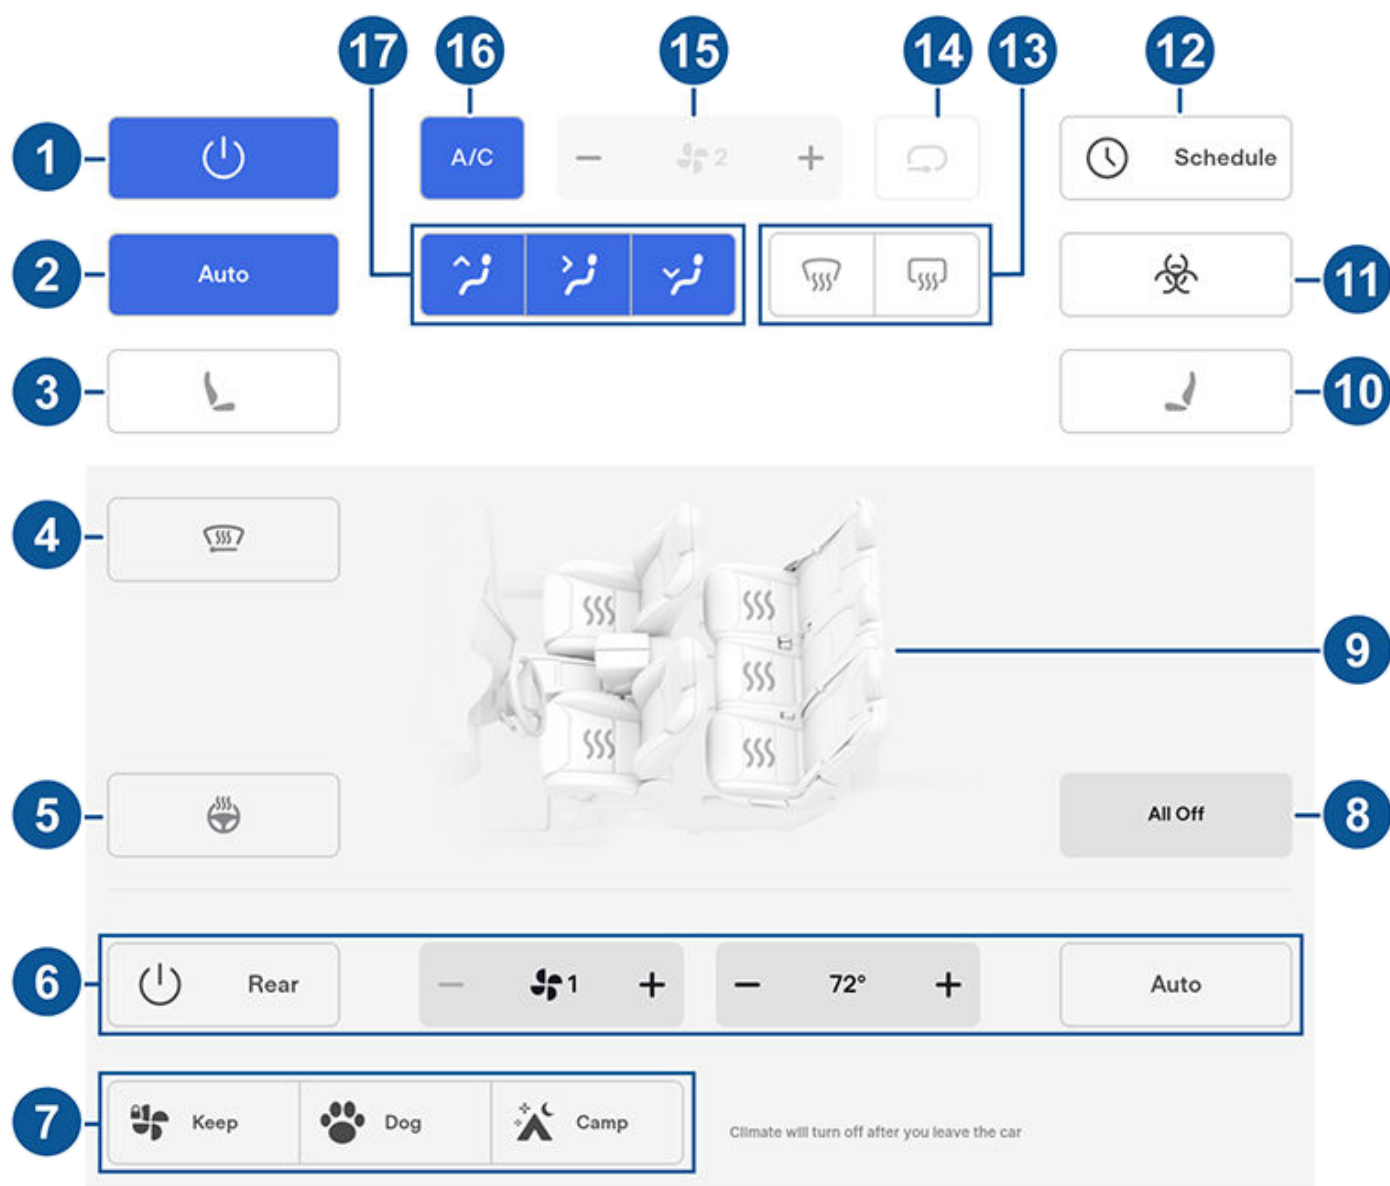 17 16 15 14 13 12
1 A/C 2 Schedule
2 Auto 11
3 10
4
9
5 All Off 8
6 Rear 1 72° Auto
7 Keep Dog Camp Climate will turn off after you leave the car